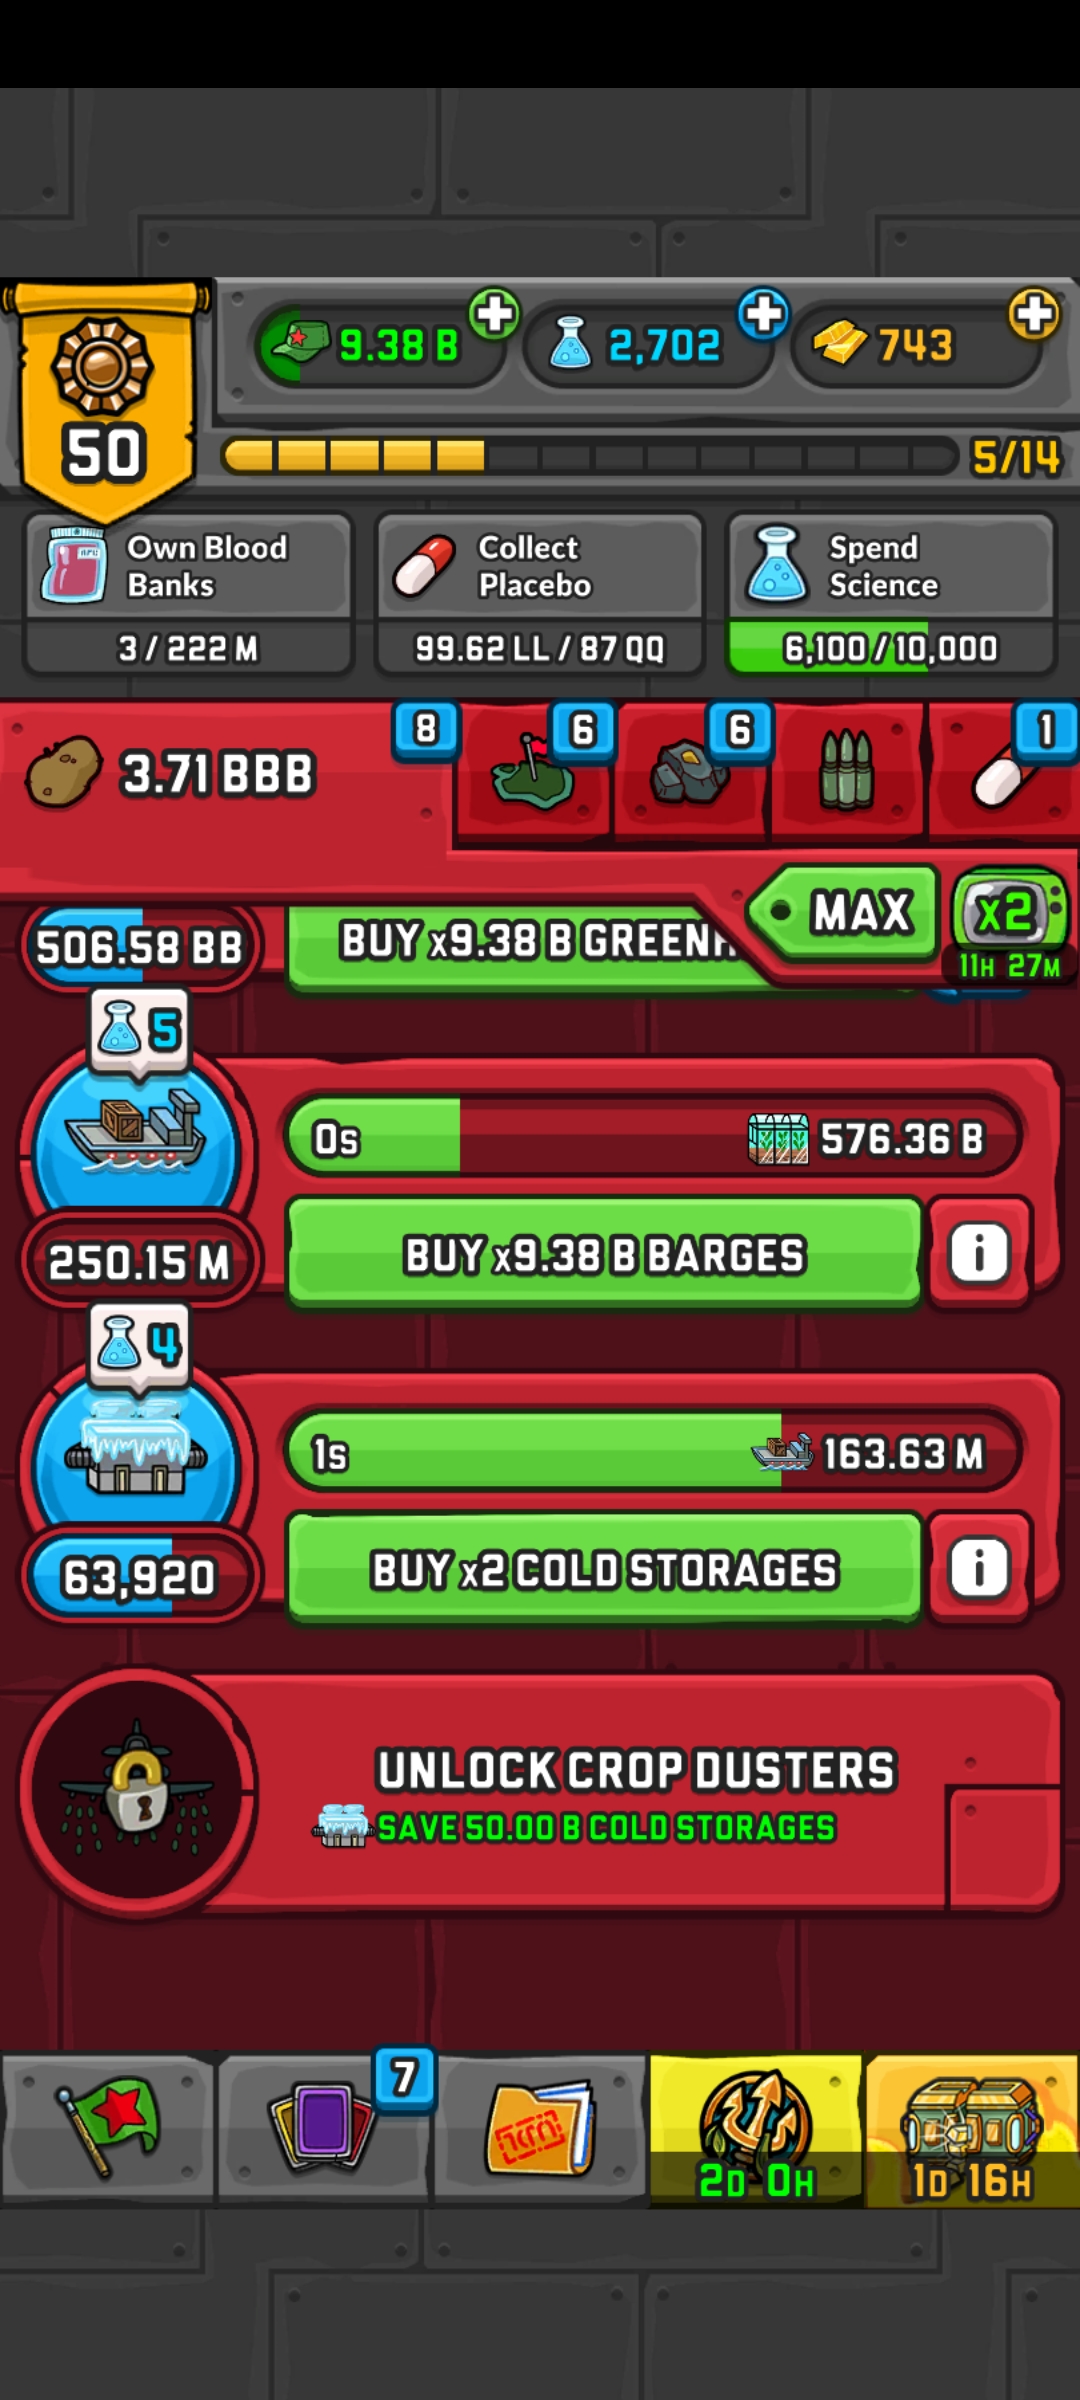 9.38 B
2,702
743
50
5/14
Own Blood
Banks
3 / 222 M
Collect
Placebo
99.62 LL / 87 QQ
Spend
Science
6,100 / 10,000
3.71 BBB
8
6
6
1
MAX
x2
11H 27M
506.58 BB
BUY x9.38 B GREENH
5
0s
576.36 B
250.15 M
BUY x9.38 B BARGES
i
4
1s
163.63 M
63,920
BUY x2 COLD STORAGES
i
UNLOCK CROP DUSTERS
SAVE 50.00 B COLD STORAGES
7
2D 0H
1D 16H